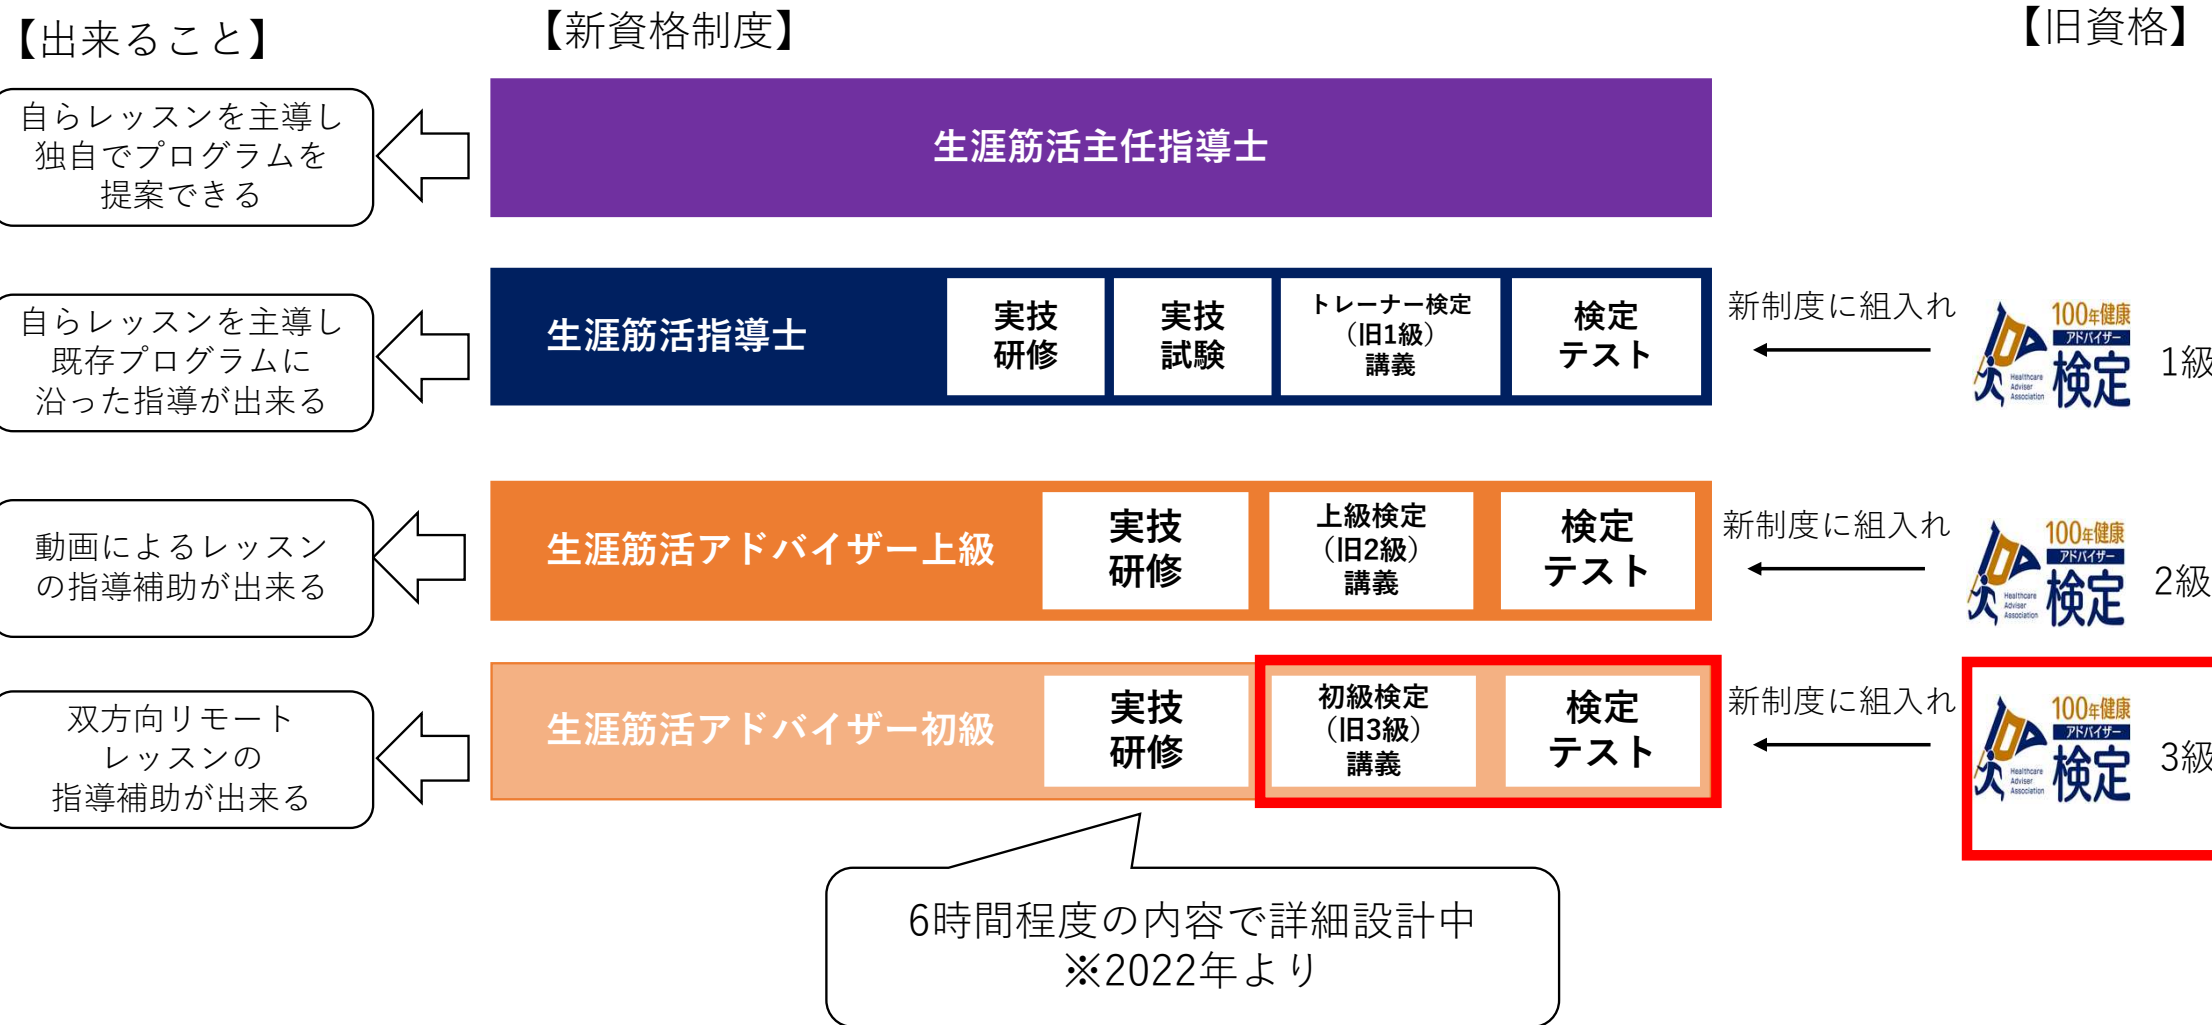 【出来ること】
【新資格制度】
【旧資格】
自らレッスンを主導し
独自でプログラムを
提案できる
生涯筋活主任指導士
自らレッスンを主導し
既存プログラムに
沿った指導が出来る
生涯筋活指導士
実技
研修
実技
試験
トレーナー検定
（旧1級）
講義
検定
テスト
新制度に組入れ
100年健康
アドバイザー
検定
Healthcare
Adviser
Association
1級
動画によるレッスン
の指導補助が出来る
生涯筋活アドバイザー上級
実技
研修
上級検定
（旧2級）
講義
検定
テスト
新制度に組入れ
100年健康
アドバイザー
検定
Healthcare
Adviser
Association
2級
双方向リモート
レッスンの
指導補助が出来る
生涯筋活アドバイザー初級
実技
研修
初級検定
（旧3級）
講義
検定
テスト
新制度に組入れ
100年健康
アドバイザー
検定
Healthcare
Adviser
Association
3級
6時間程度の内容で詳細設計中
※2022年より